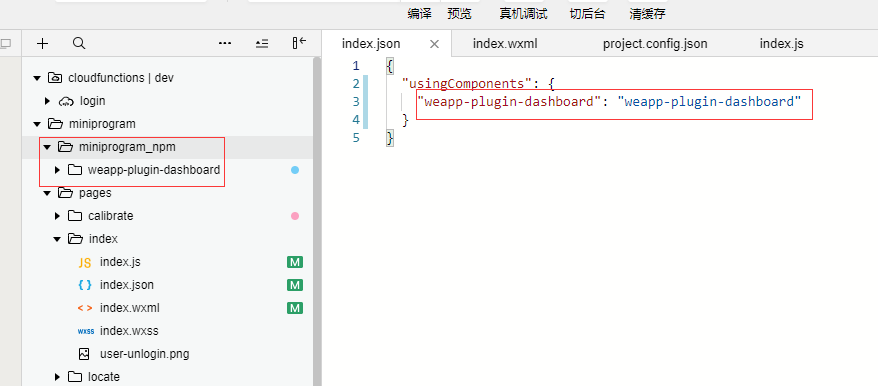 编译 预览 真机调试 切后台 清缓存
index.json index.wxml project.config.json index.js
cloudfunctions | dev
login
miniprogram
miniprogram_npm
weapp-plugin-dashboard
pages
calibrate
index
JS index.js M
{ } index.json M
< > index.wxml M
wxss index.wxss
user-unlogin.png
locate
1 {
2 "usingComponents": {
3 "weapp-plugin-dashboard": "weapp-plugin-dashboard"
4 }
5 }